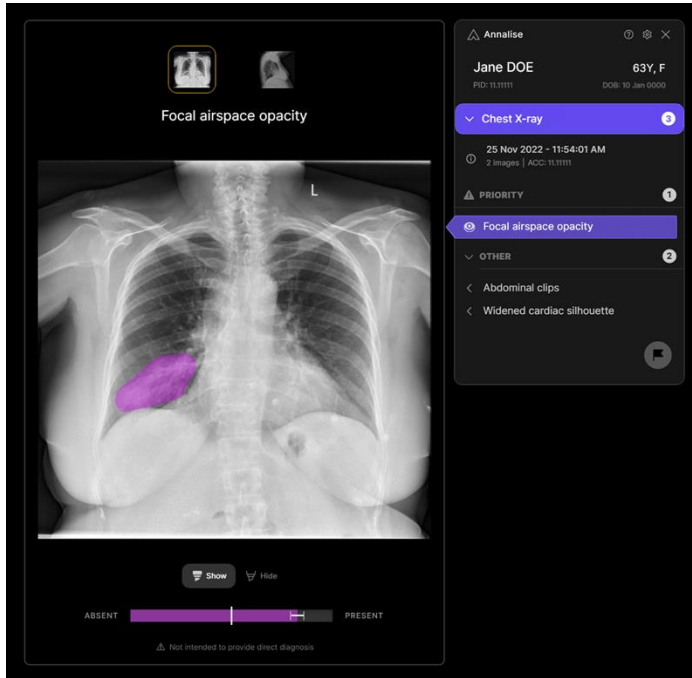 Focal airspace opacity
L
Show
Hide
ABSENT
PRESENT
Not intended to provide direct diagnosis
Annalise
Jane DOE
63Y, F
PID: 11.11111
DOB: 10 Jan 0000
Chest X-ray
3
25 Nov 2022 - 11:54:01 AM
2 images | ACC: 11.11111
PRIORITY
1
Focal airspace opacity
OTHER
2
Abdominal clips
Widened cardiac silhouette